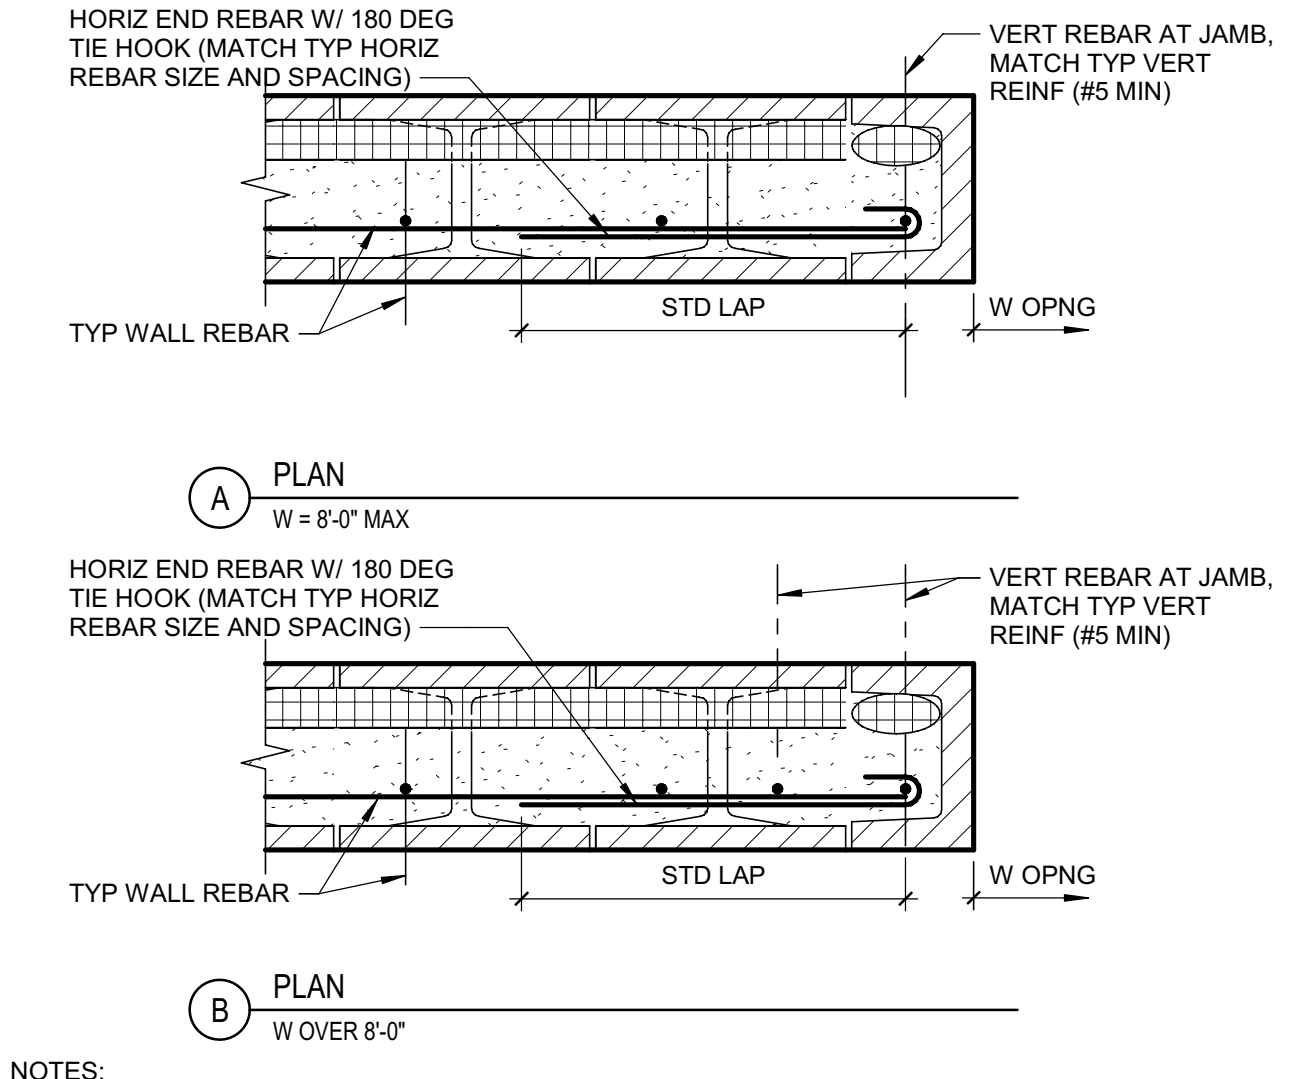 HORIZ END REBAR W/ 180 DEG
TIE HOOK (MATCH TYP HORIZ
REBAR SIZE AND SPACING)
VERT REBAR AT JAMB,
MATCH TYP VERT
REINF (#5 MIN)
TYP WALL REBAR
STD LAP
W OPNG
A
PLAN
W = 8'-0" MAX
HORIZ END REBAR W/ 180 DEG
TIE HOOK (MATCH TYP HORIZ
REBAR SIZE AND SPACING)
VERT REBAR AT JAMB,
MATCH TYP VERT
REINF (#5 MIN)
TYP WALL REBAR
STD LAP
W OPNG
B
PLAN
W OVER 8'-0"
NOTES: